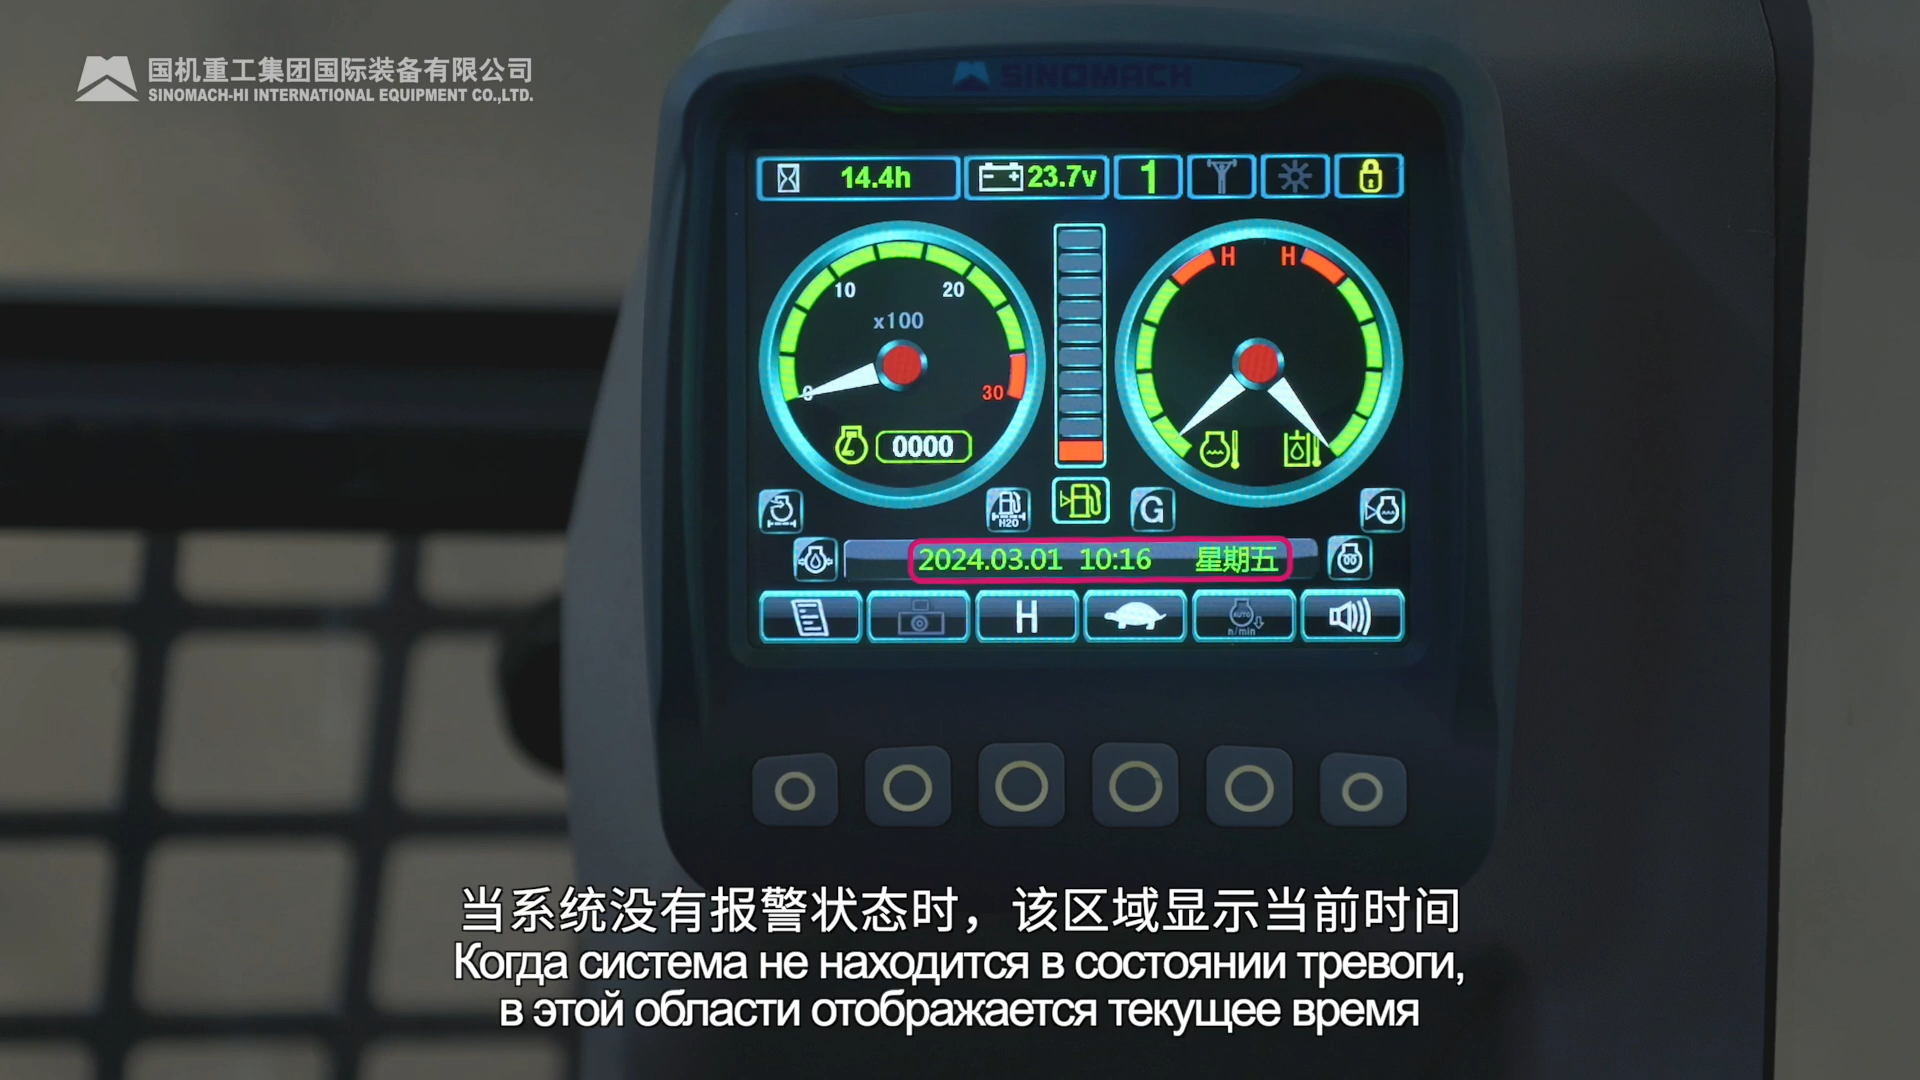 国机重工集团国际装备有限公司
SINOMACH-HI INTERNATIONAL EQUIPMENT CO.,LTD.
SINOMACH
14.4h
23.7v
1
10
20
x100
0
30
0000
H
H
H2O
G
2024.03.01 10:16 星期五
H
AUTO
n/min
当系统没有报警状态时，该区域显示当前时间
Когда система не находится в состоянии тревоги,
в этой области отображается текущее время